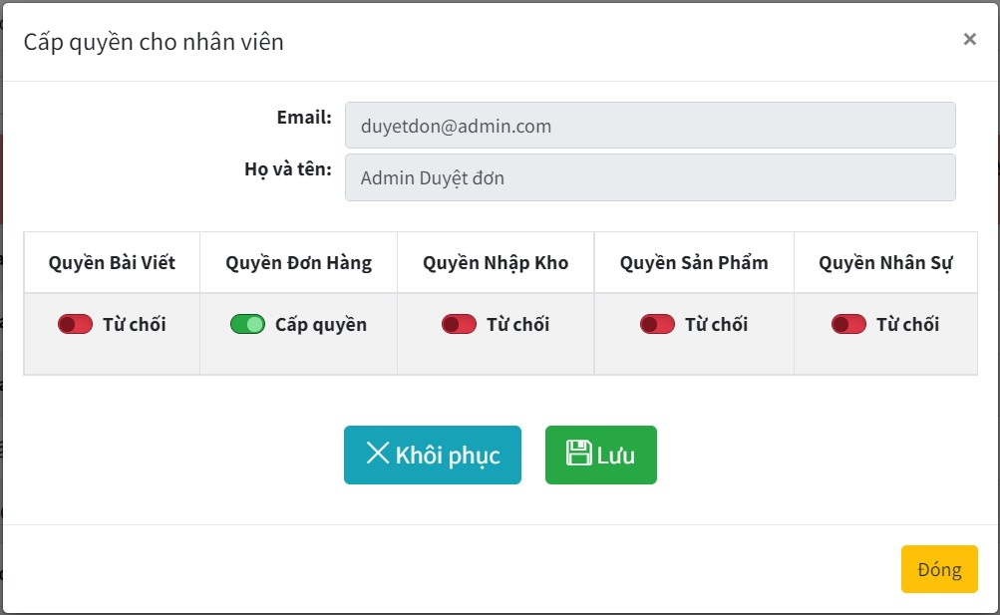 Cấp quyền cho nhân viên
×
Email: duyetdon@admin.com
Họ và tên: Admin Duyệt đơn
Quyền Bài Viết Quyền Đơn Hàng Quyền Nhập Kho Quyền Sản Phẩm Quyền Nhân Sự
Từ chối Cấp quyền Từ chối Từ chối Từ chối
Khôi phục Lưu
Đóng